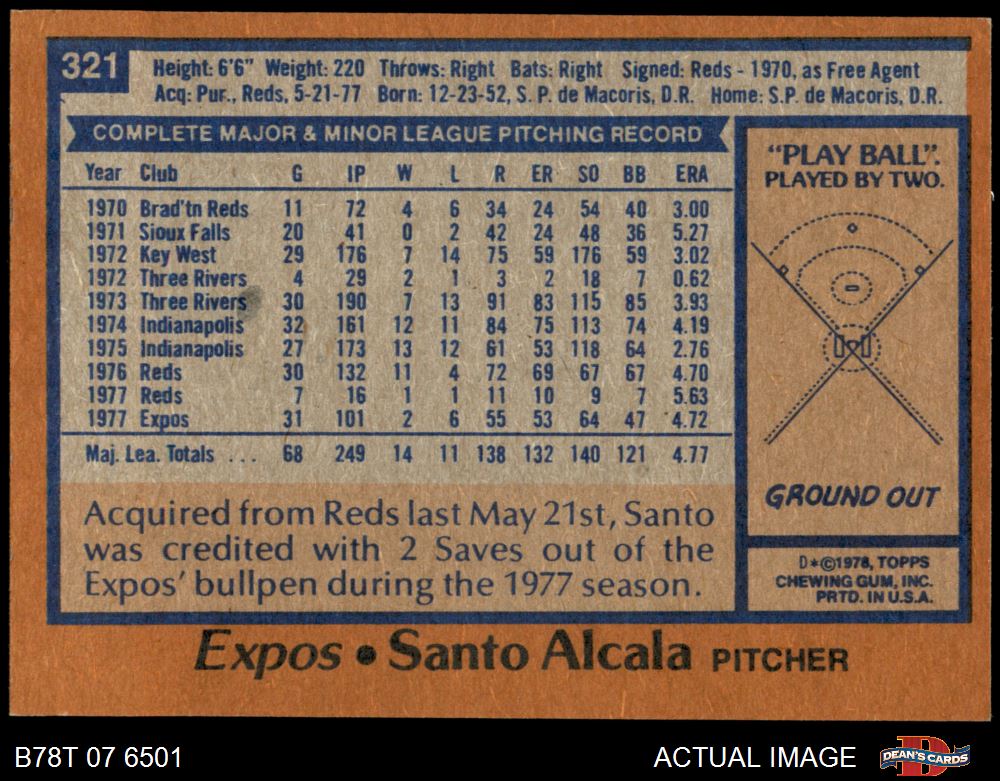 321
Height: 6'6" Weight: 220 Throws: Right Bats: Right Signed: Reds - 1970, as Free Agent
Acq: Pur., Reds, 5-21-77 Born: 12-23-52, S. P. de Macoris, D.R. Home: S.P. de Macoris, D.R.
COMPLETE MAJOR & MINOR LEAGUE PITCHING RECORD
Year Club G IP W L R ER SO BB ERA
1970 Brad'tn Reds 11 72 4 6 34 24 54 40 3.00
1971 Sioux Falls 20 41 0 2 42 24 48 36 5.27
1972 Key West 29 176 7 14 75 59 176 59 3.02
1972 Three Rivers 4 29 2 1 3 2 18 7 0.62
1973 Three Rivers 30 190 7 13 91 83 115 85 3.93
1974 Indianapolis 32 161 12 11 84 75 113 74 4.19
1975 Indianapolis 27 173 13 12 61 53 118 64 2.76
1976 Reds 30 132 11 4 72 69 67 67 4.70
1977 Reds 7 16 1 1 11 10 9 7 5.63
1977 Expos 31 101 2 6 55 53 64 47 4.72
Maj. Lea. Totals ... 68 249 14 11 138 132 140 121 4.77
Acquired from Reds last May 21st, Santo
was credited with 2 Saves out of the
Expos' bullpen during the 1977 season.
"PLAY BALL".
PLAYED BY TWO.
GROUND OUT
D*©1978, TOPPS
CHEWING GUM, INC.
PRTD. IN U.S.A.
Expos • Santo Alcala PITCHER
B78T 07 6501
ACTUAL IMAGE
DEAN'S CARDS